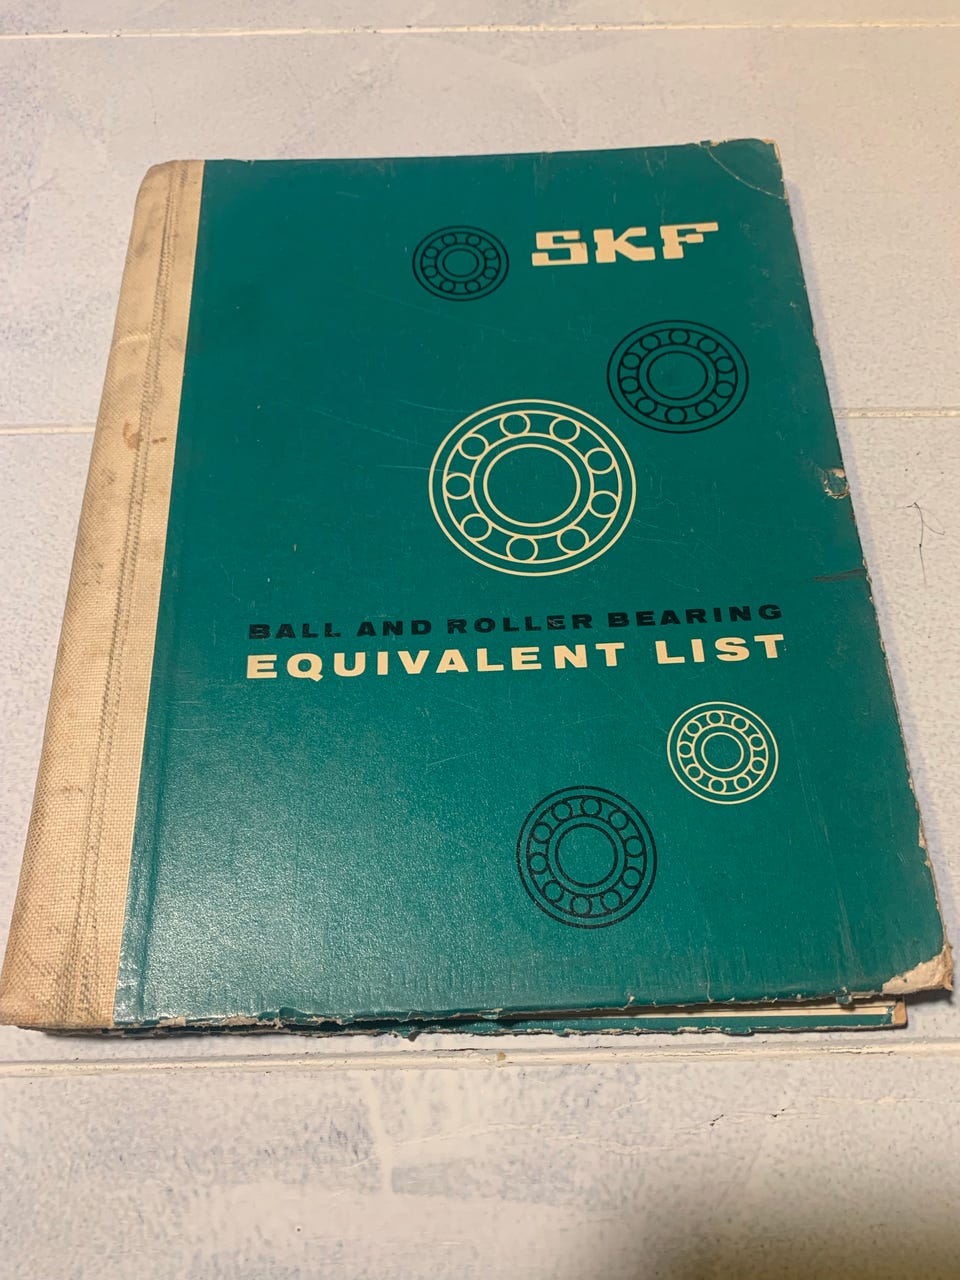 SKF
BALL AND ROLLER BEARING
EQUIVALENT LIST